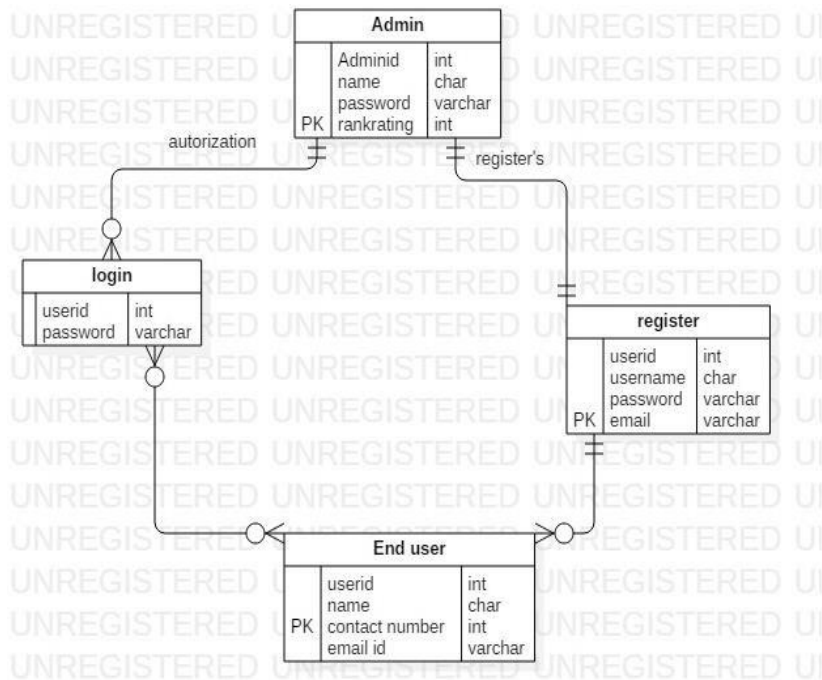 Admin
Adminid int
name char
password varchar
PK rankrating int
autorization
register's
login
userid int
password varchar
register
userid int
username char
password varchar
PK email varchar
End user
userid int
name char
PK contact number int
email id varchar
UNREGISTERED